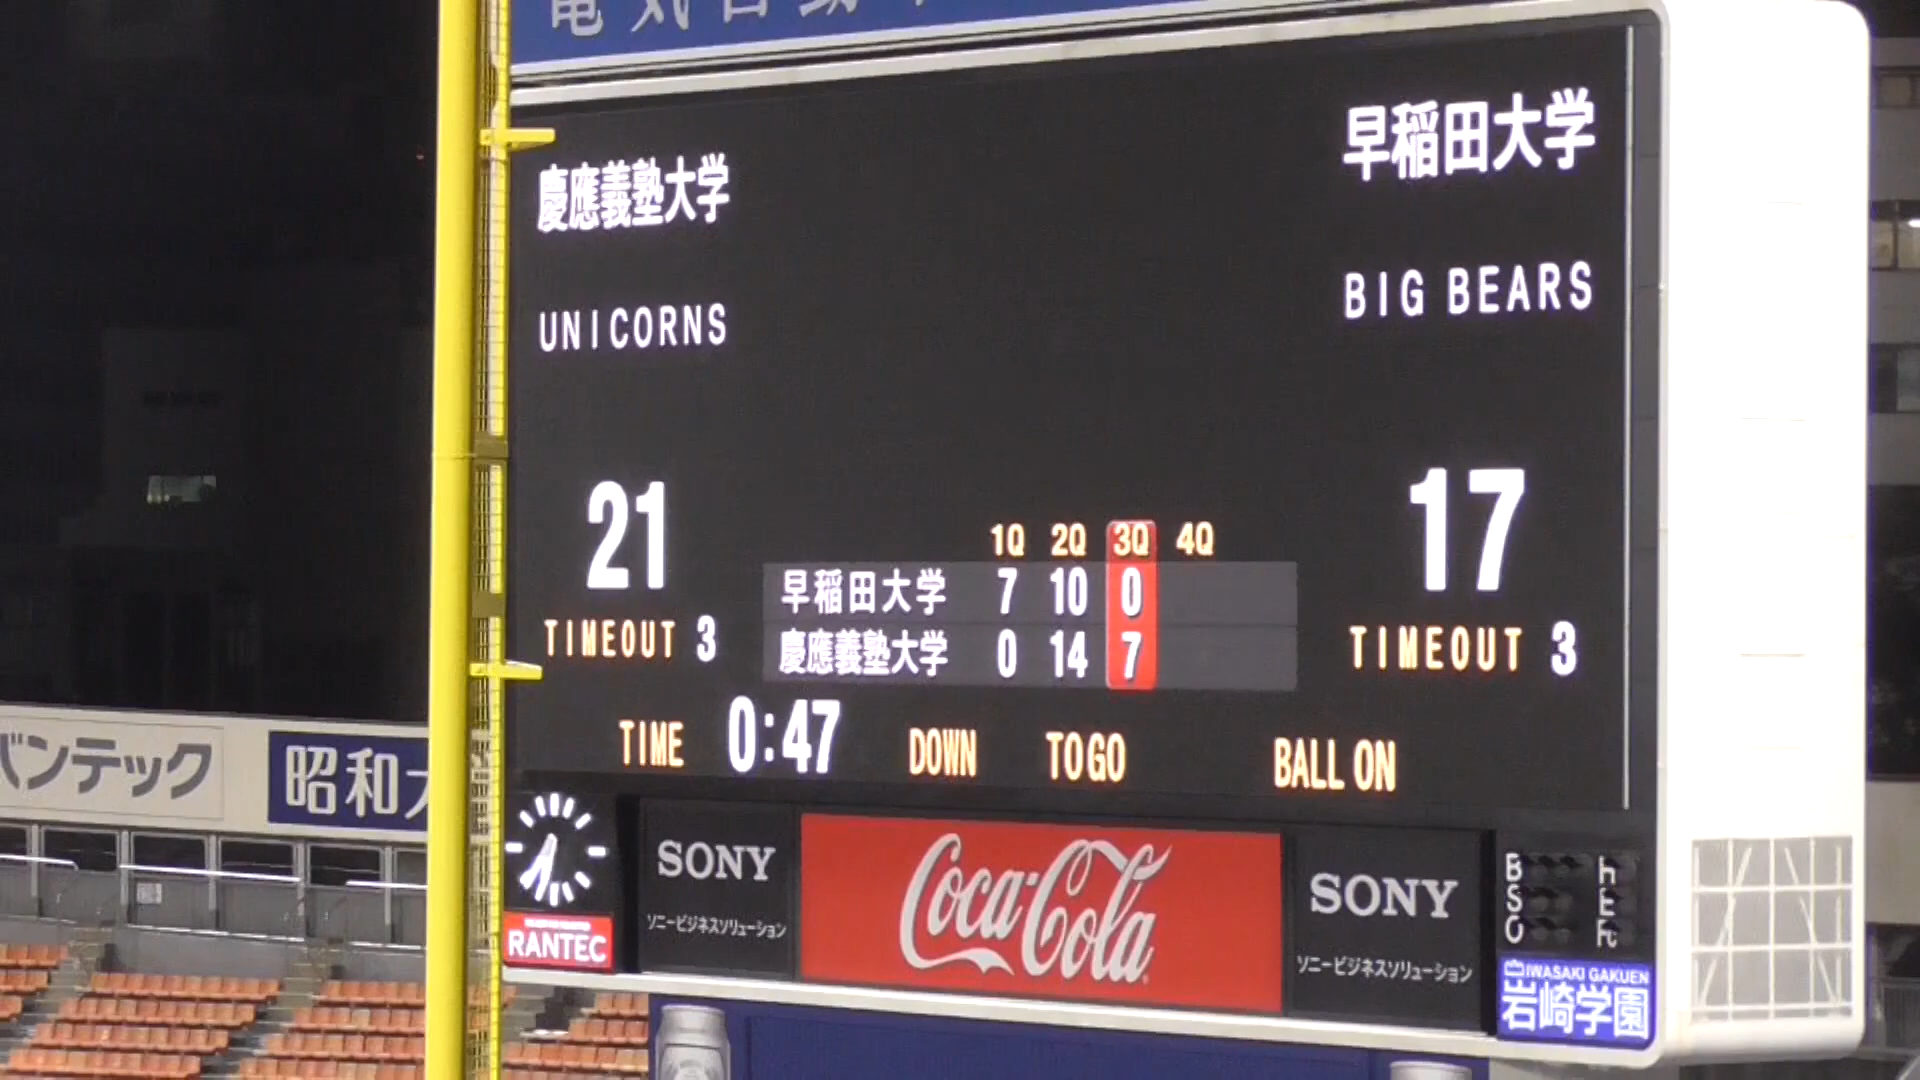 慶應義塾大学
早稲田大学
UNICORNS
BIG BEARS
21
17
1Q 2Q 3Q 4Q
早稲田大学 7 10 0
慶應義塾大学 0 14 7
TIMEOUT 3
TIMEOUT 3
TIME 0:47 DOWN TO GO BALL ON
バンテック
昭和
SONY
ソニービジネスソリューション
Coca-Cola
SONY
ソニービジネスソリューション
B H
S E
O
RANTEC
IWASAKI GAKUEN
岩崎学園